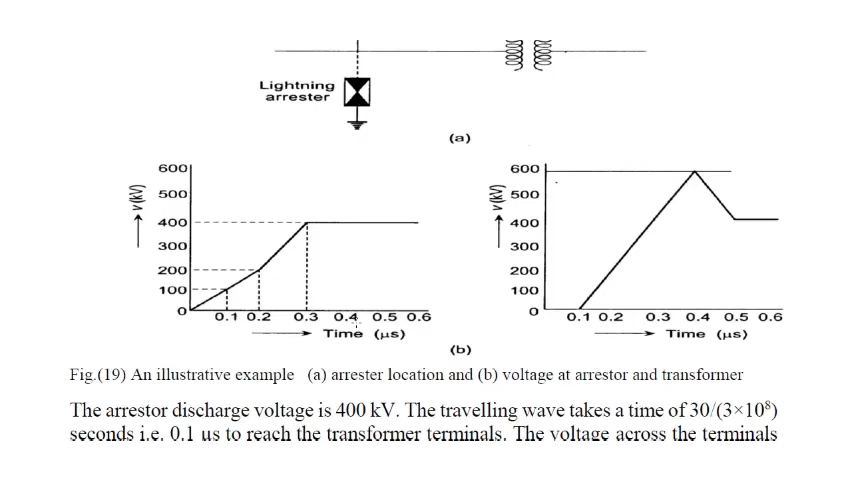 Lightning
arrester
(a)
600
500
400
300
200
100
0
v(kV)
0.1 0.2 0.3 0.4 0.5 0.6
Time (µs)
600
500
400
300
200
100
0
v(kV)
0.1 0.2 0.3 0.4 0.5 0.6
Time (µs)
(b)
Fig.(19) An illustrative example (a) arrester location and (b) voltage at arrestor and transformer
The arrestor discharge voltage is 400 kV. The travelling wave takes a time of 30/(3×10⁸)
seconds i.e. 0.1 us to reach the transformer terminals. The voltage across the terminals